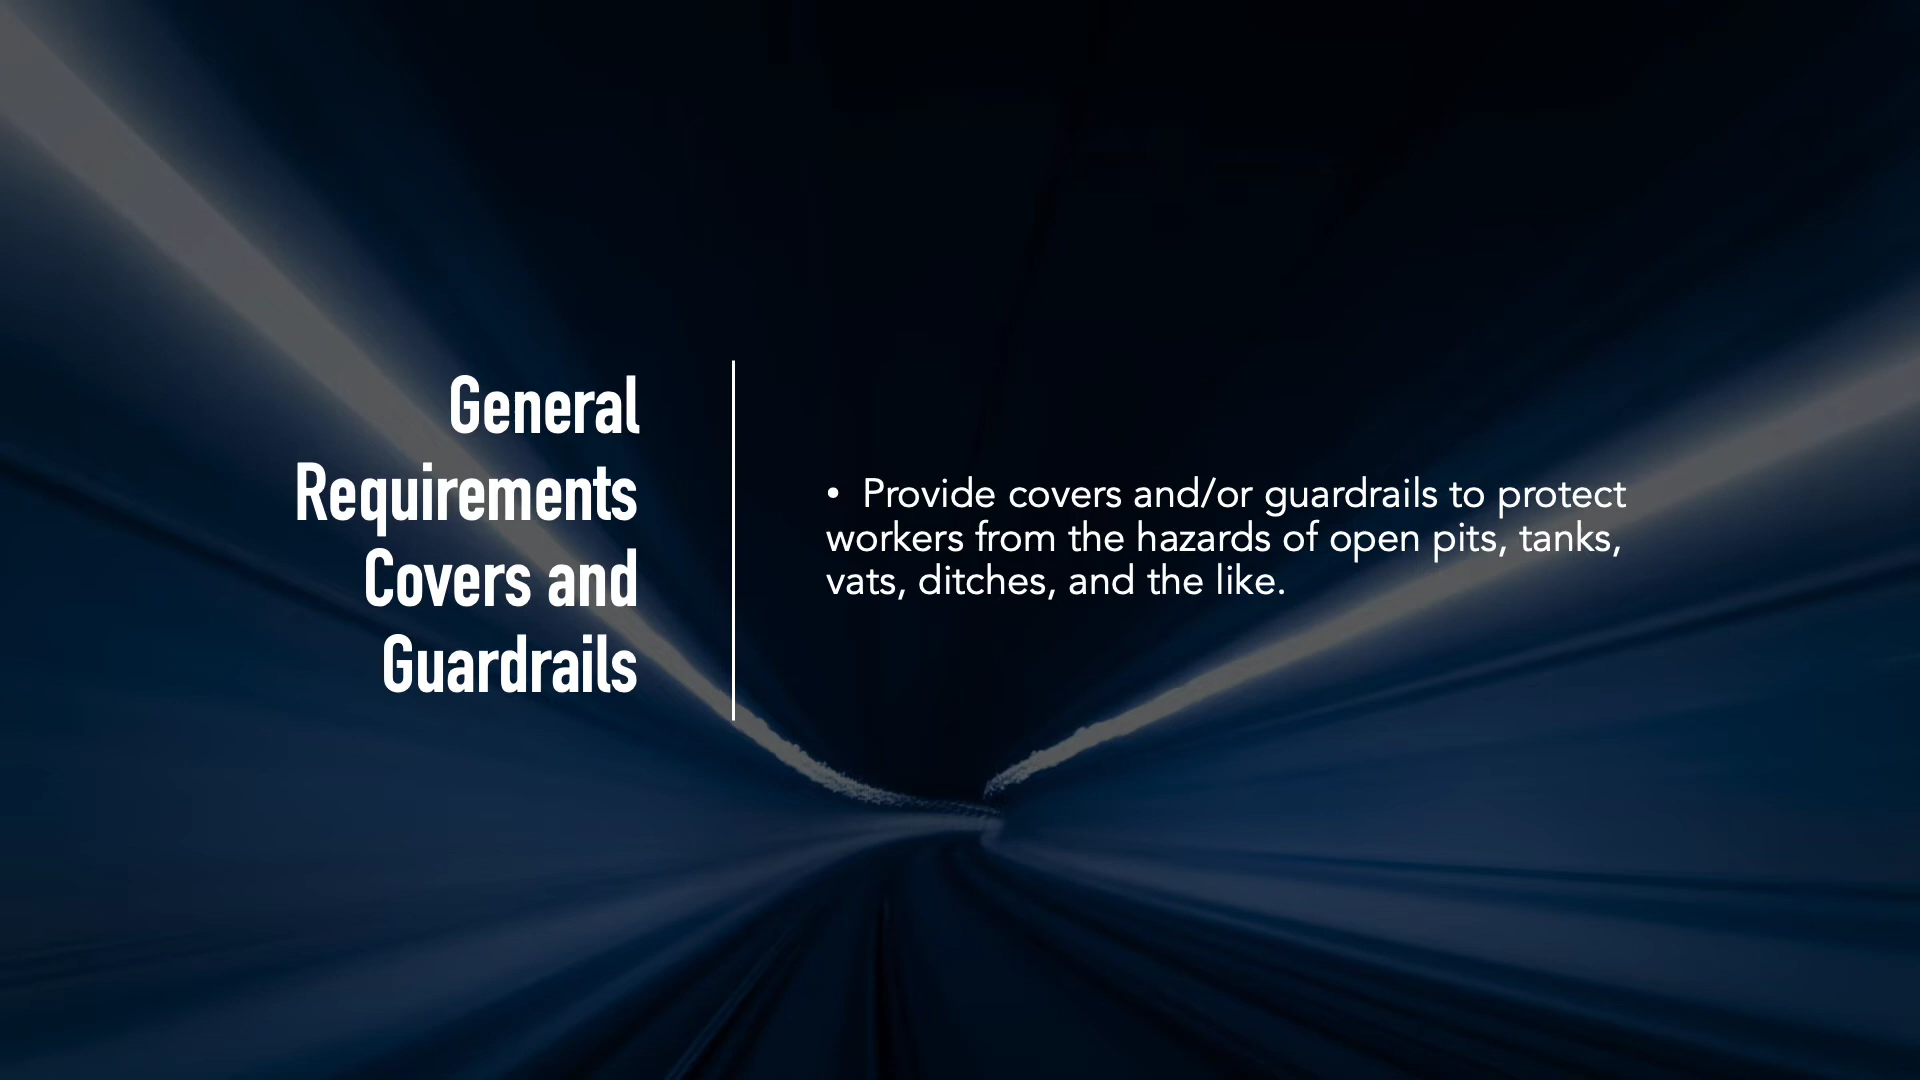 General
Requirements
Covers and
Guardrails
• Provide covers and/or guardrails to protect
workers from the hazards of open pits, tanks,
vats, ditches, and the like.